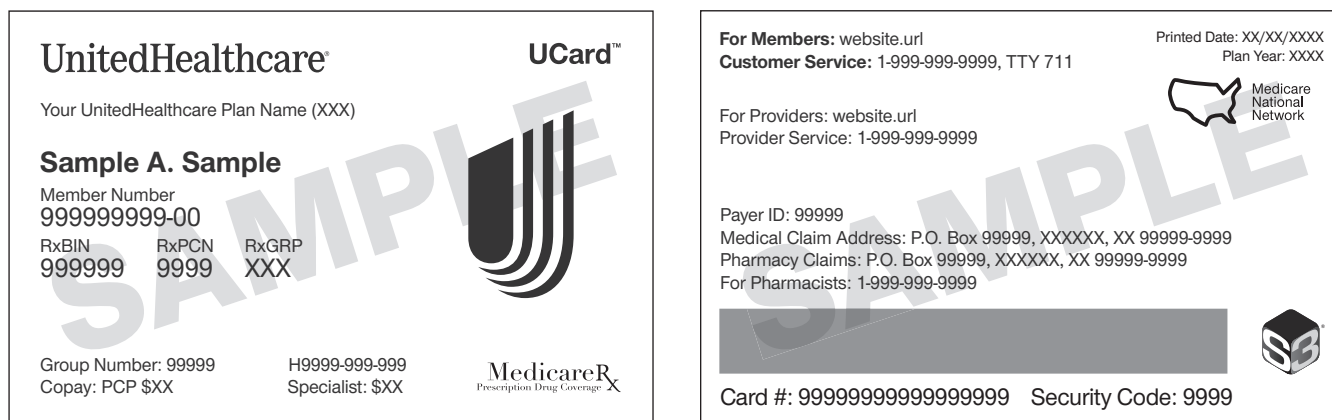 UnitedHealthcare®
UCard™
Your UnitedHealthcare Plan Name (XXX)
Sample A. Sample
Member Number
999999999-00
RxBIN RxPCN RxGRP
999999 9999 XXX
Group Number: 99999 H9999-999-999
Copay: PCP $XX Specialist: $XX
MedicareRx
Prescription Drug Coverage
SAMPLE
For Members: website.url
Customer Service: 1-999-999-9999, TTY 711
Printed Date: XX/XX/XXXX
Plan Year: XXXX
Medicare
National
Network
For Providers: website.url
Provider Service: 1-999-999-9999
Payer ID: 99999
Medical Claim Address: P.O. Box 99999, XXXXXX, XX 99999-9999
Pharmacy Claims: P.O. Box 99999, XXXXXX, XX 99999-9999
For Pharmacists: 1-999-999-9999
S3
Card #: 99999999999999999 Security Code: 9999
SAMPLE